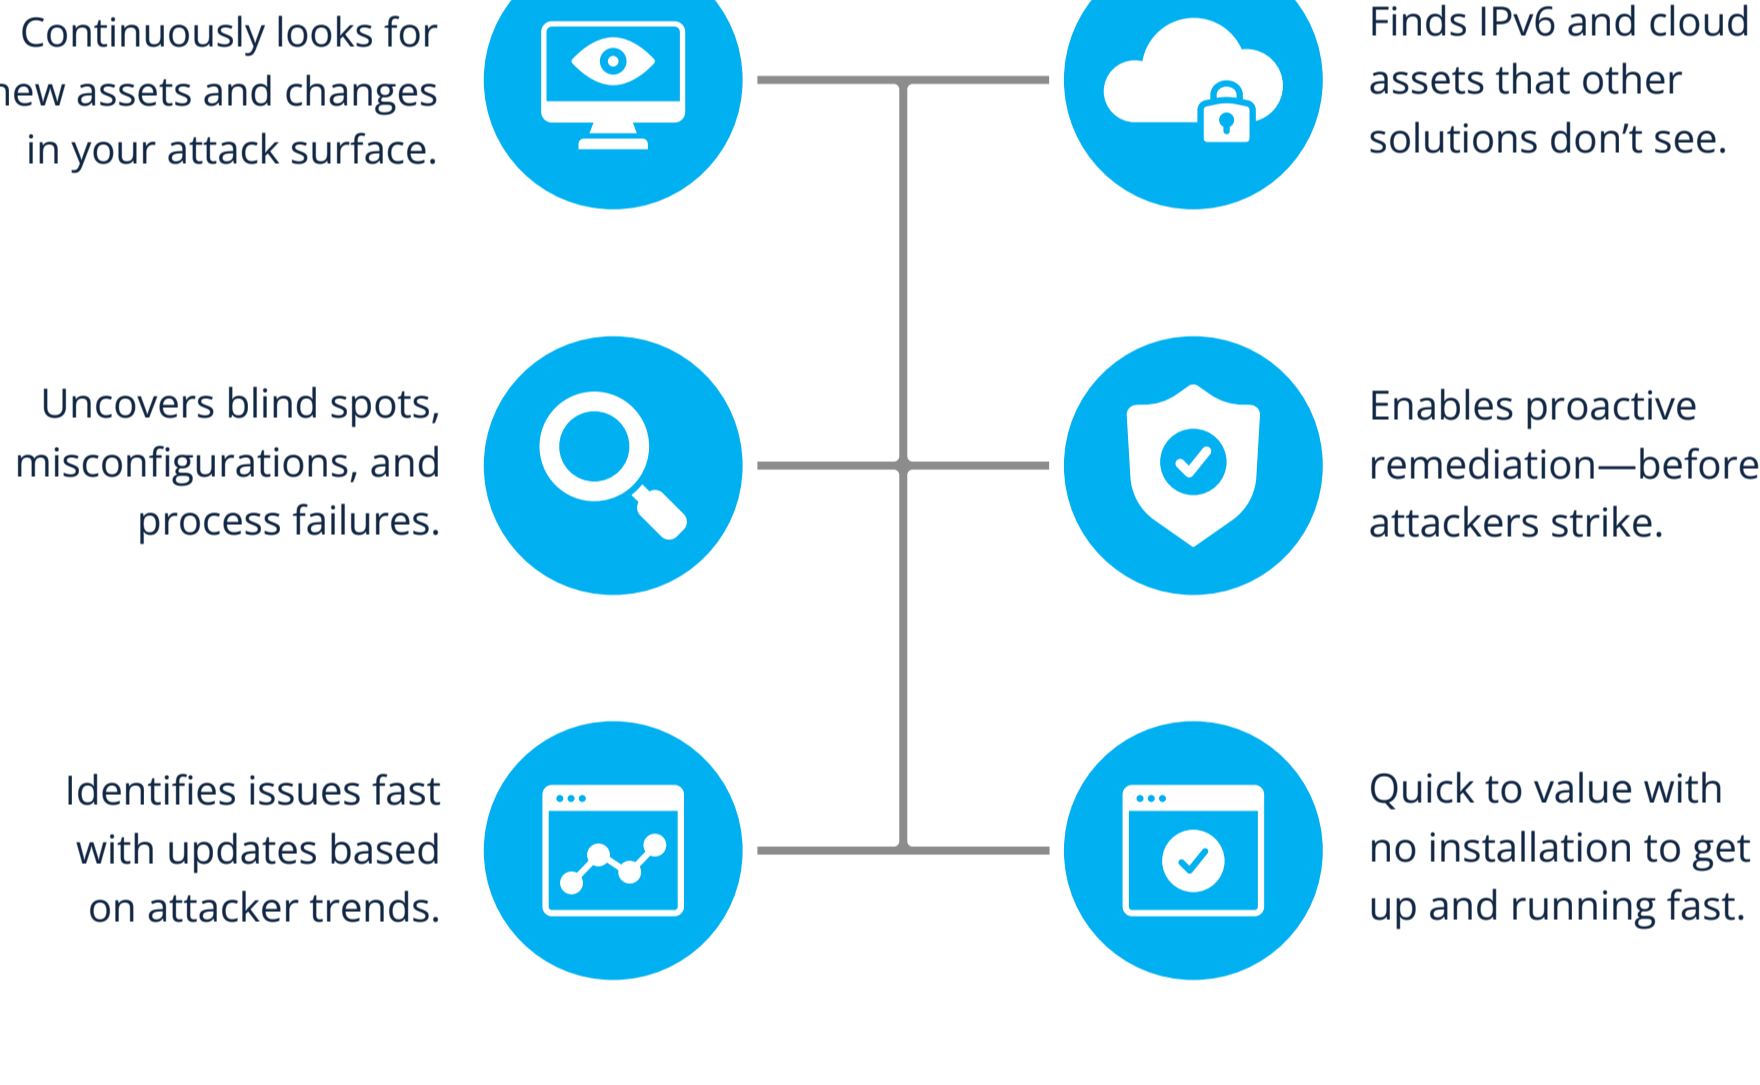 Continuously looks for
new assets and changes
in your attack surface.
Finds IPv6 and cloud
assets that other
solutions don’t see.
Uncovers blind spots,
misconfigurations, and
process failures.
Enables proactive
remediation—before
attackers strike.
Identifies issues fast
with updates based
on attacker trends.
Quick to value with
no installation to get
up and running fast.